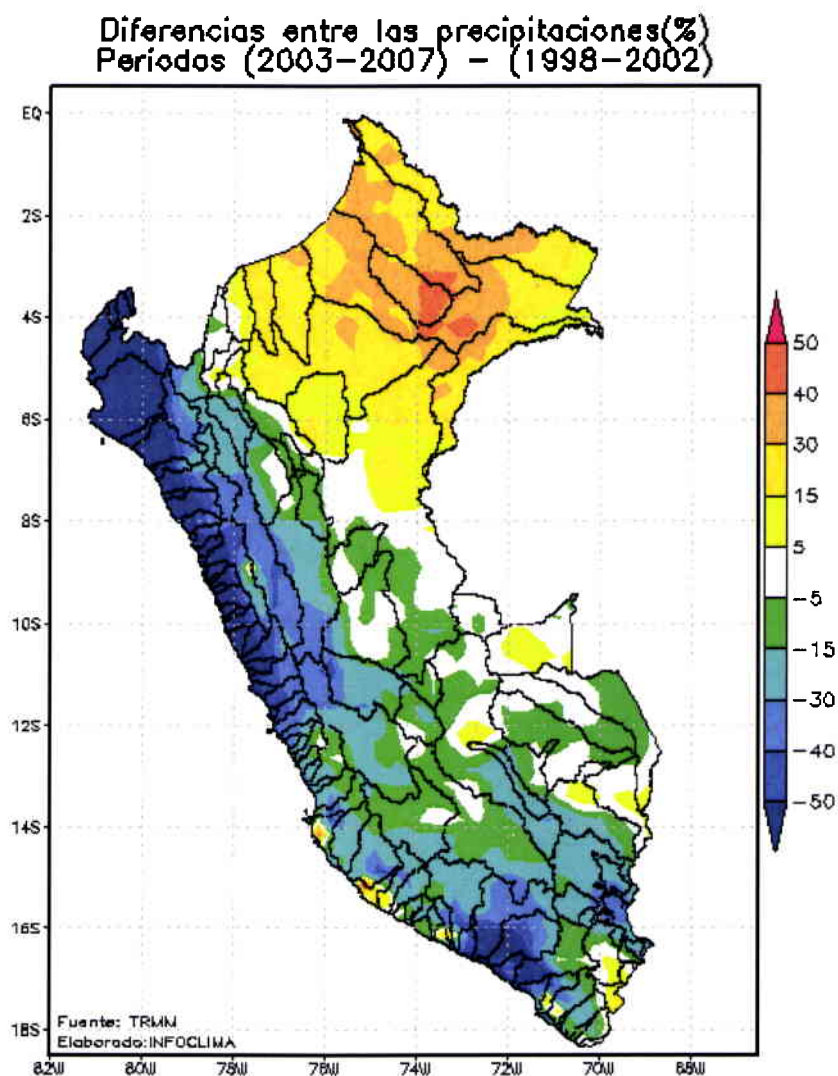 Diferencias entre las precipitaciones(%)
Periodos (2003-2007) - (1998-2002)
EQ
2S
4S
6S
8S
10S
12S
14S
16S
18S
82W 80W 78W 76W 74W 72W 70W 68W
50
40
30
15
5
-5
-15
-30
-40
-50
Fuente: TRMM
Elaborado:INFOCLIMA